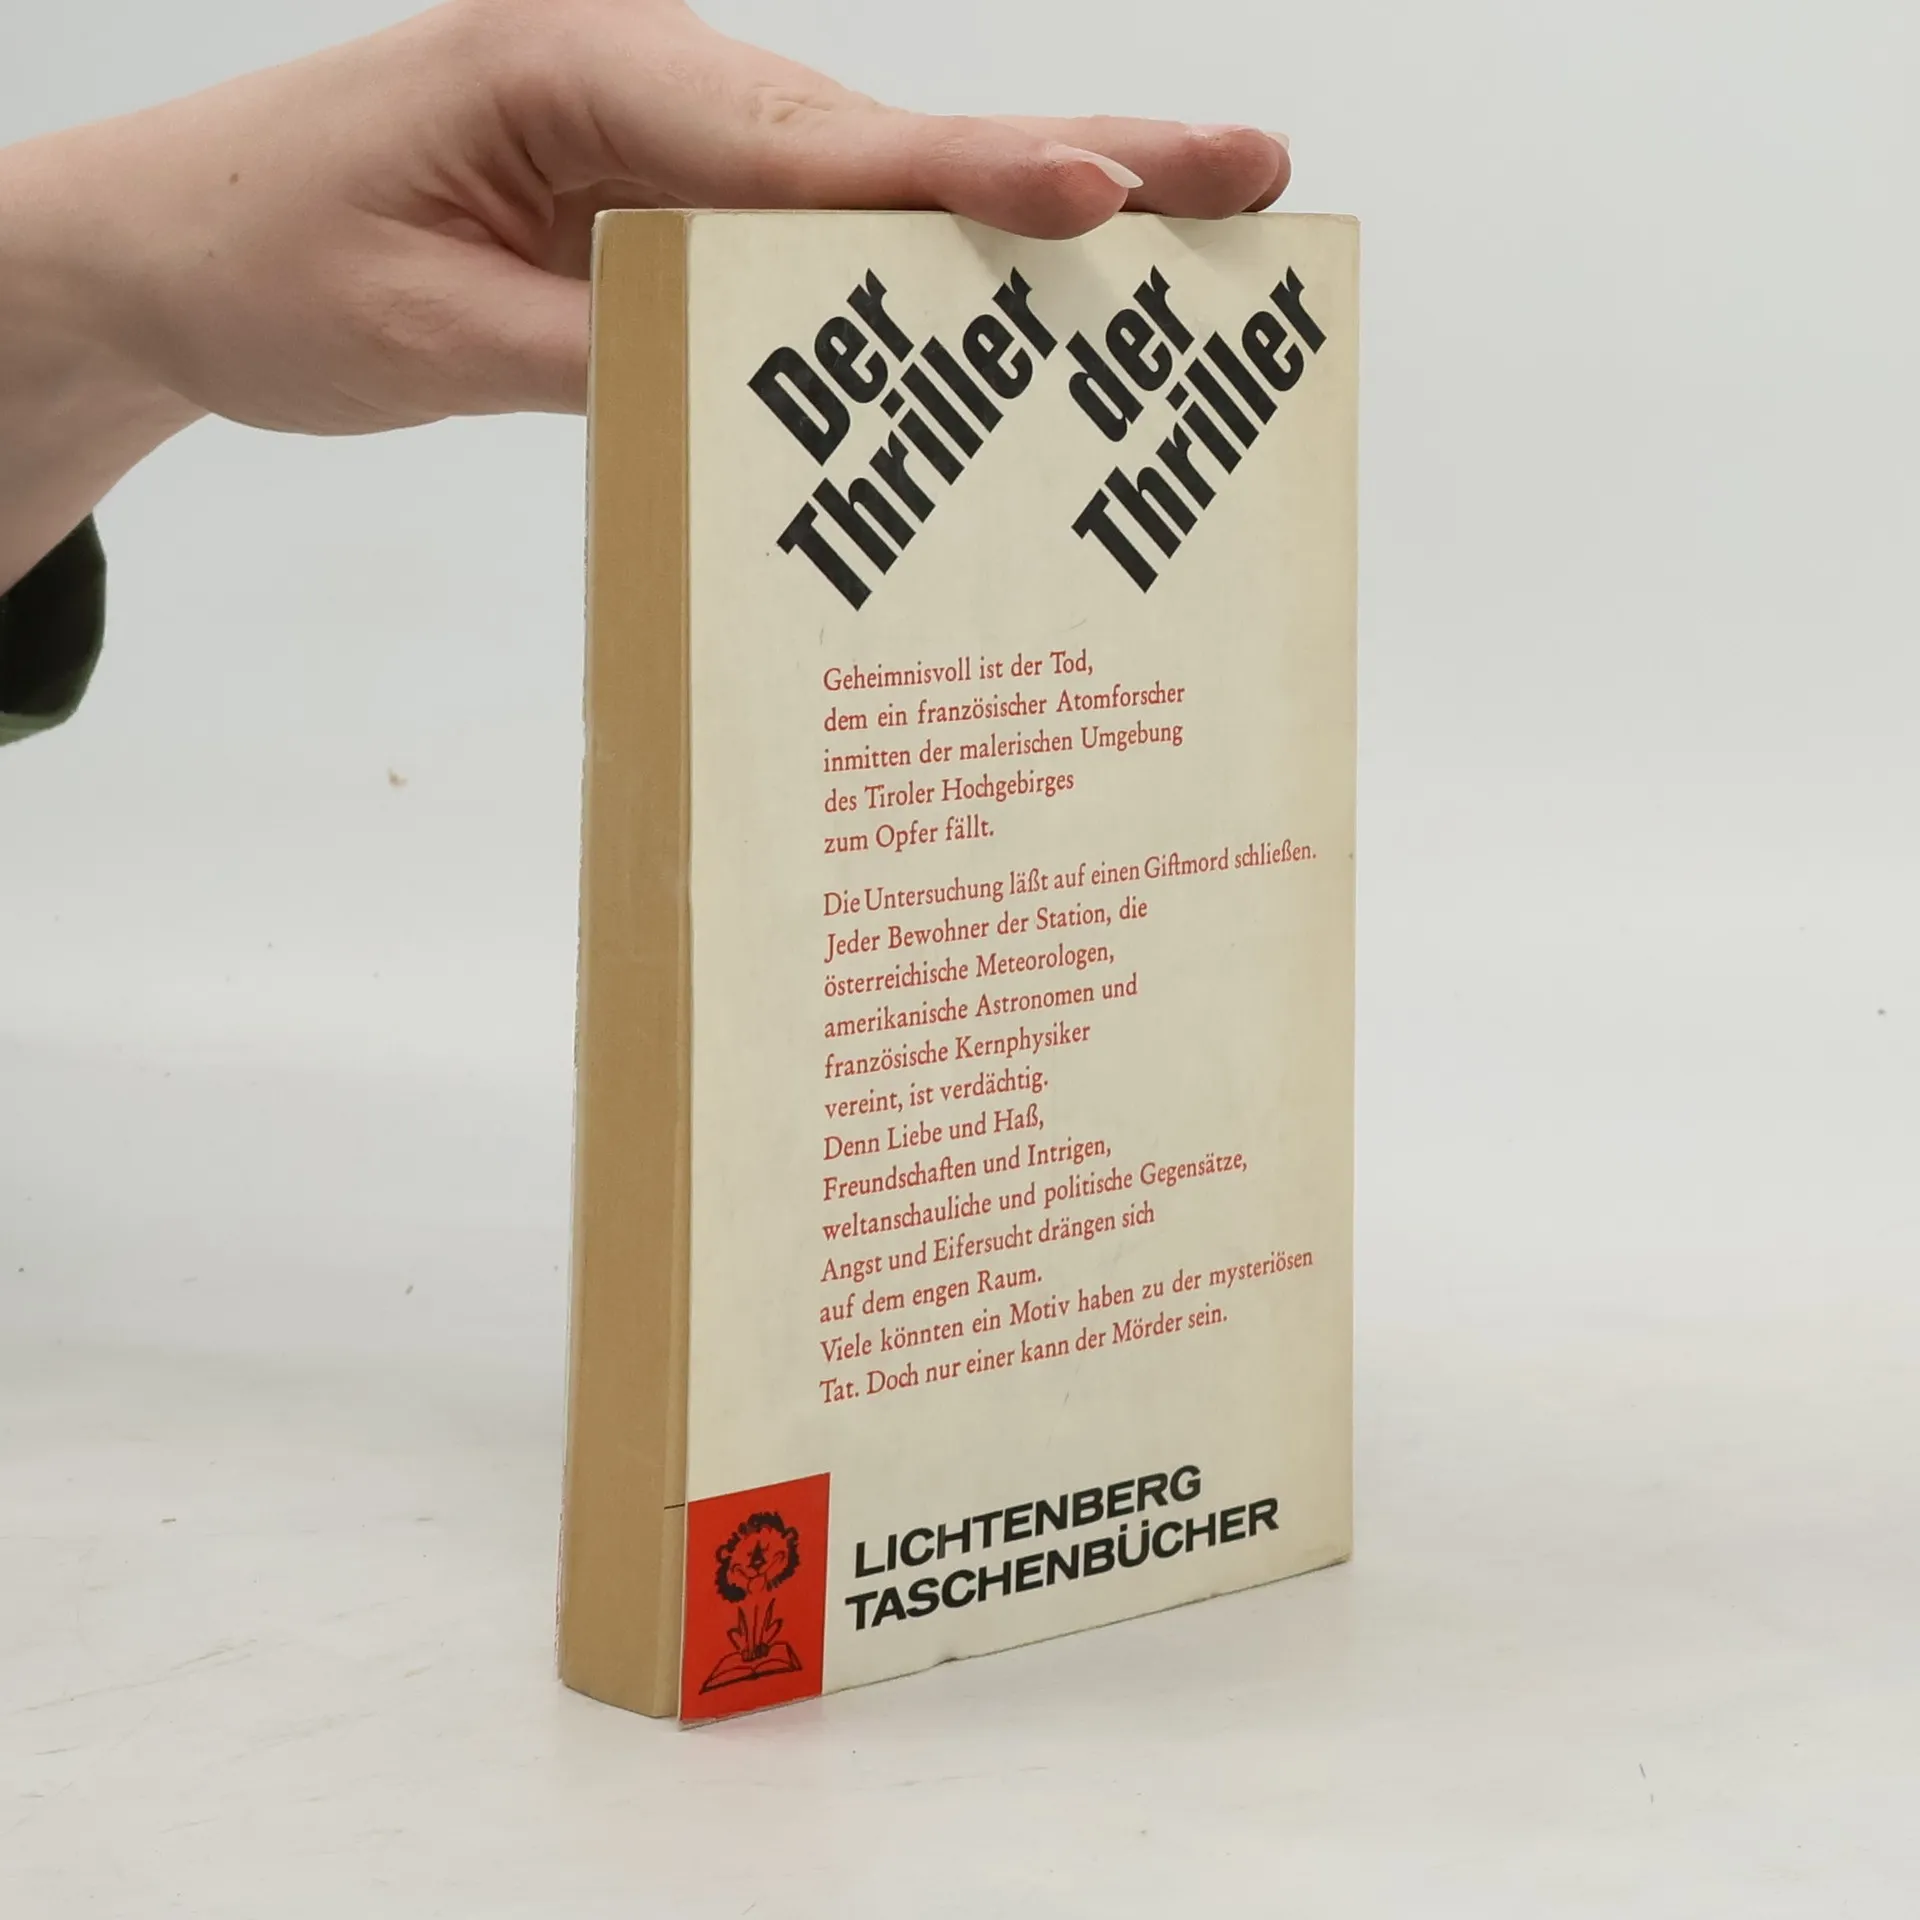 Der
Thriller
der
Thriller
Geheimnisvoll ist der Tod,
dem ein französischer Atomforscher
inmitten der malerischen Umgebung
des Tiroler Hochgebirges
zum Opfer fällt.
Die Untersuchung läßt auf einen Giftmord schließen.
Jeder Bewohner der Station, die
österreichische Meteorologen,
amerikanische Astronomen und
französische Kernphysiker
vereint, ist verdächtig.
Denn Liebe und Haß,
Freundschaften und Intrigen,
weltanschauliche und politische Gegensätze,
Angst und Eifersucht drängen sich
auf dem engen Raum.
Viele könnten ein Motiv haben zu der mysteriösen
Tat. Doch nur einer kann der Mörder sein.
LICHTENBERG
TASCHENBÜCHER